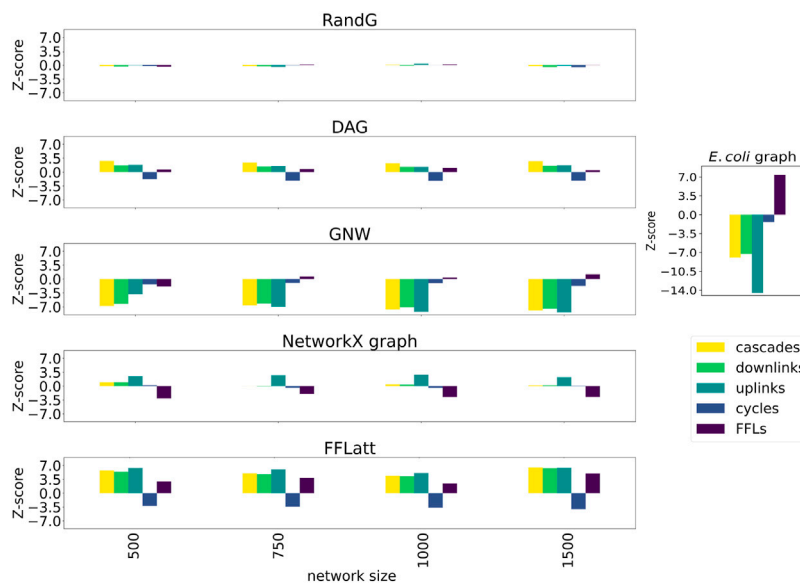 RandG
Z-score
7.0
3.5
0.0
−3.5
−7.0
DAG
Z-score
7.0
3.5
0.0
−3.5
−7.0
GNW
Z-score
7.0
3.5
0.0
−3.5
−7.0
NetworkX graph
Z-score
7.0
3.5
0.0
−3.5
−7.0
FFLatt
Z-score
7.0
3.5
0.0
−3.5
−7.0
500 750 1000 1500
network size
E. coli graph
Z-score
7.0
3.5
0.0
−3.5
−7.0
−10.5
−14.0
cascades
downlinks
uplinks
cycles
FFLs